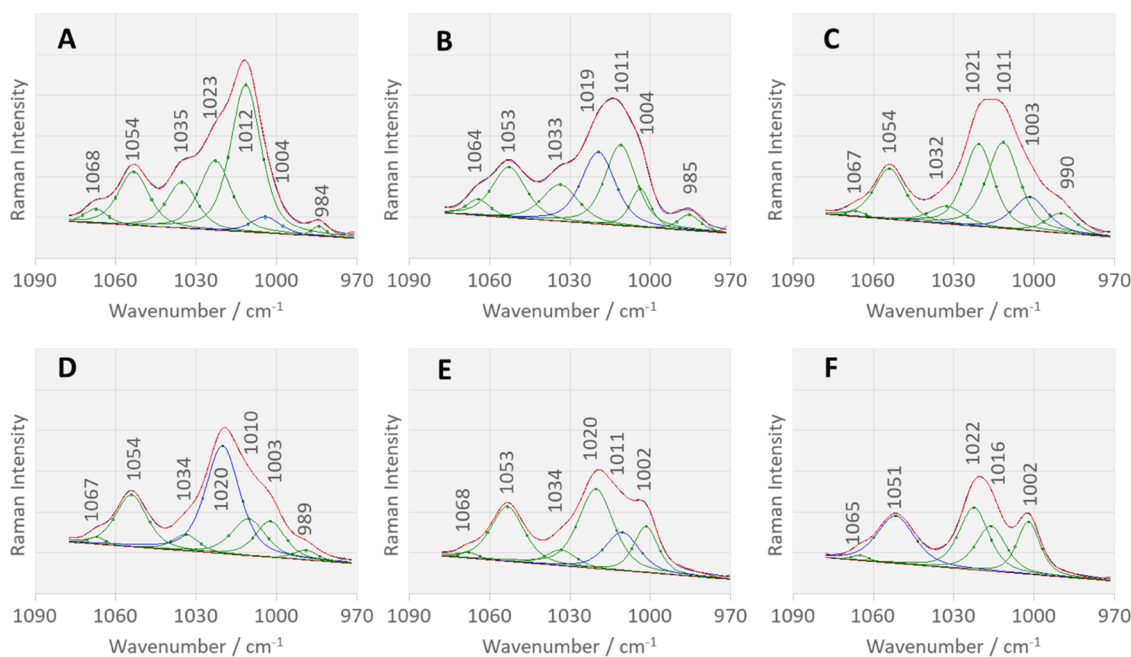 A
B
C
Raman Intensity
1068
1054
1035
1023
1012
1004
984
Raman Intensity
1064
1053
1033
1019
1011
1004
985
Raman Intensity
1067
1054
1032
1021
1011
1003
990
1090 1060 1030 1000 970
1090 1060 1030 1000 970
1090 1060 1030 1000 970
Wavenumber / cm⁻¹
Wavenumber / cm⁻¹
Wavenumber / cm⁻¹
D
E
F
Raman Intensity
1067
1054
1034
1020
1010
1003
989
Raman Intensity
1068
1053
1034
1020
1011
1002
Raman Intensity
1065
1051
1022
1016
1002
1090 1060 1030 1000 970
1090 1060 1030 1000 970
1090 1060 1030 1000 970
Wavenumber / cm⁻¹
Wavenumber / cm⁻¹
Wavenumber / cm⁻¹